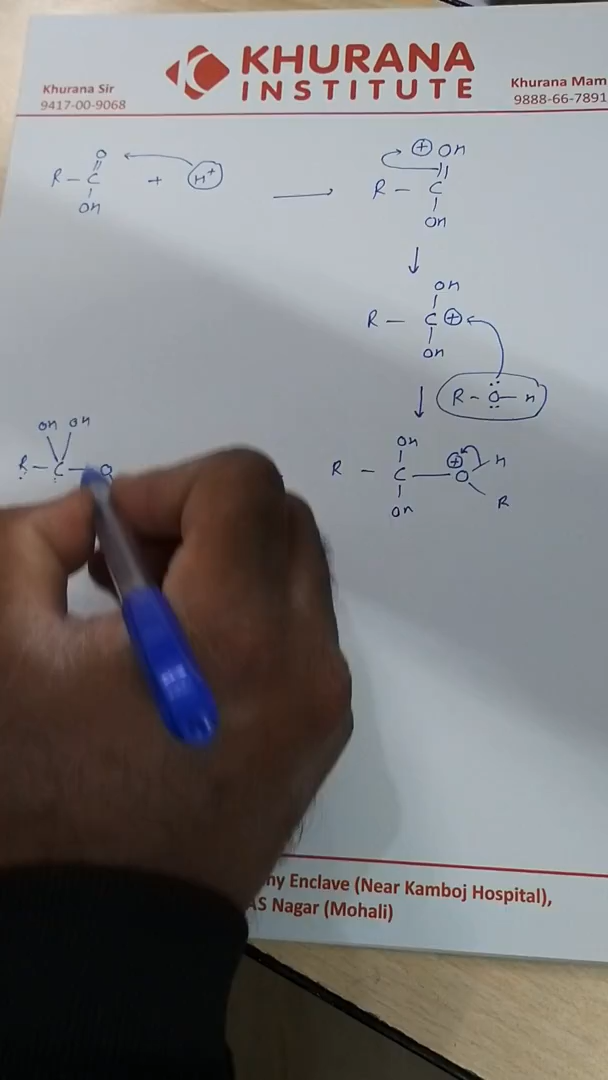 KHURANA
INSTITUTE
Khurana Sir
9417-00-9068
Khurana Mam
9888-66-7891
O
R - C + H+
OH
⊕ OH
R - C
OH
OH
R - C ⊕
OH
R - O - H
OH
R - C - O ⊕ H
OH R
OH OH
R - C - O
hy Enclave (Near Kamboj Hospital),
AS Nagar (Mohali)